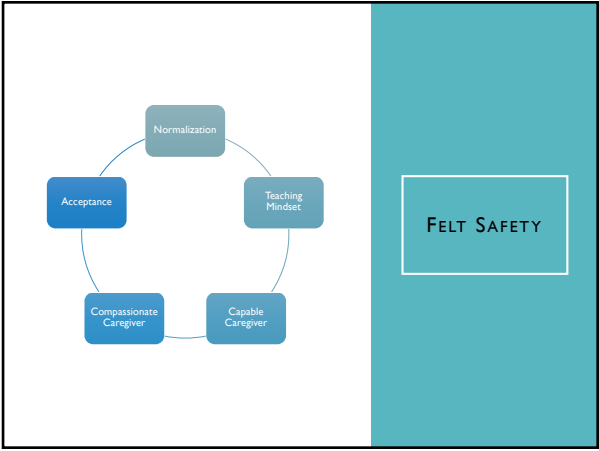 Normalization
Teaching
Mindset
Capable
Caregiver
Compassionate
Caregiver
Acceptance
FELT SAFETY